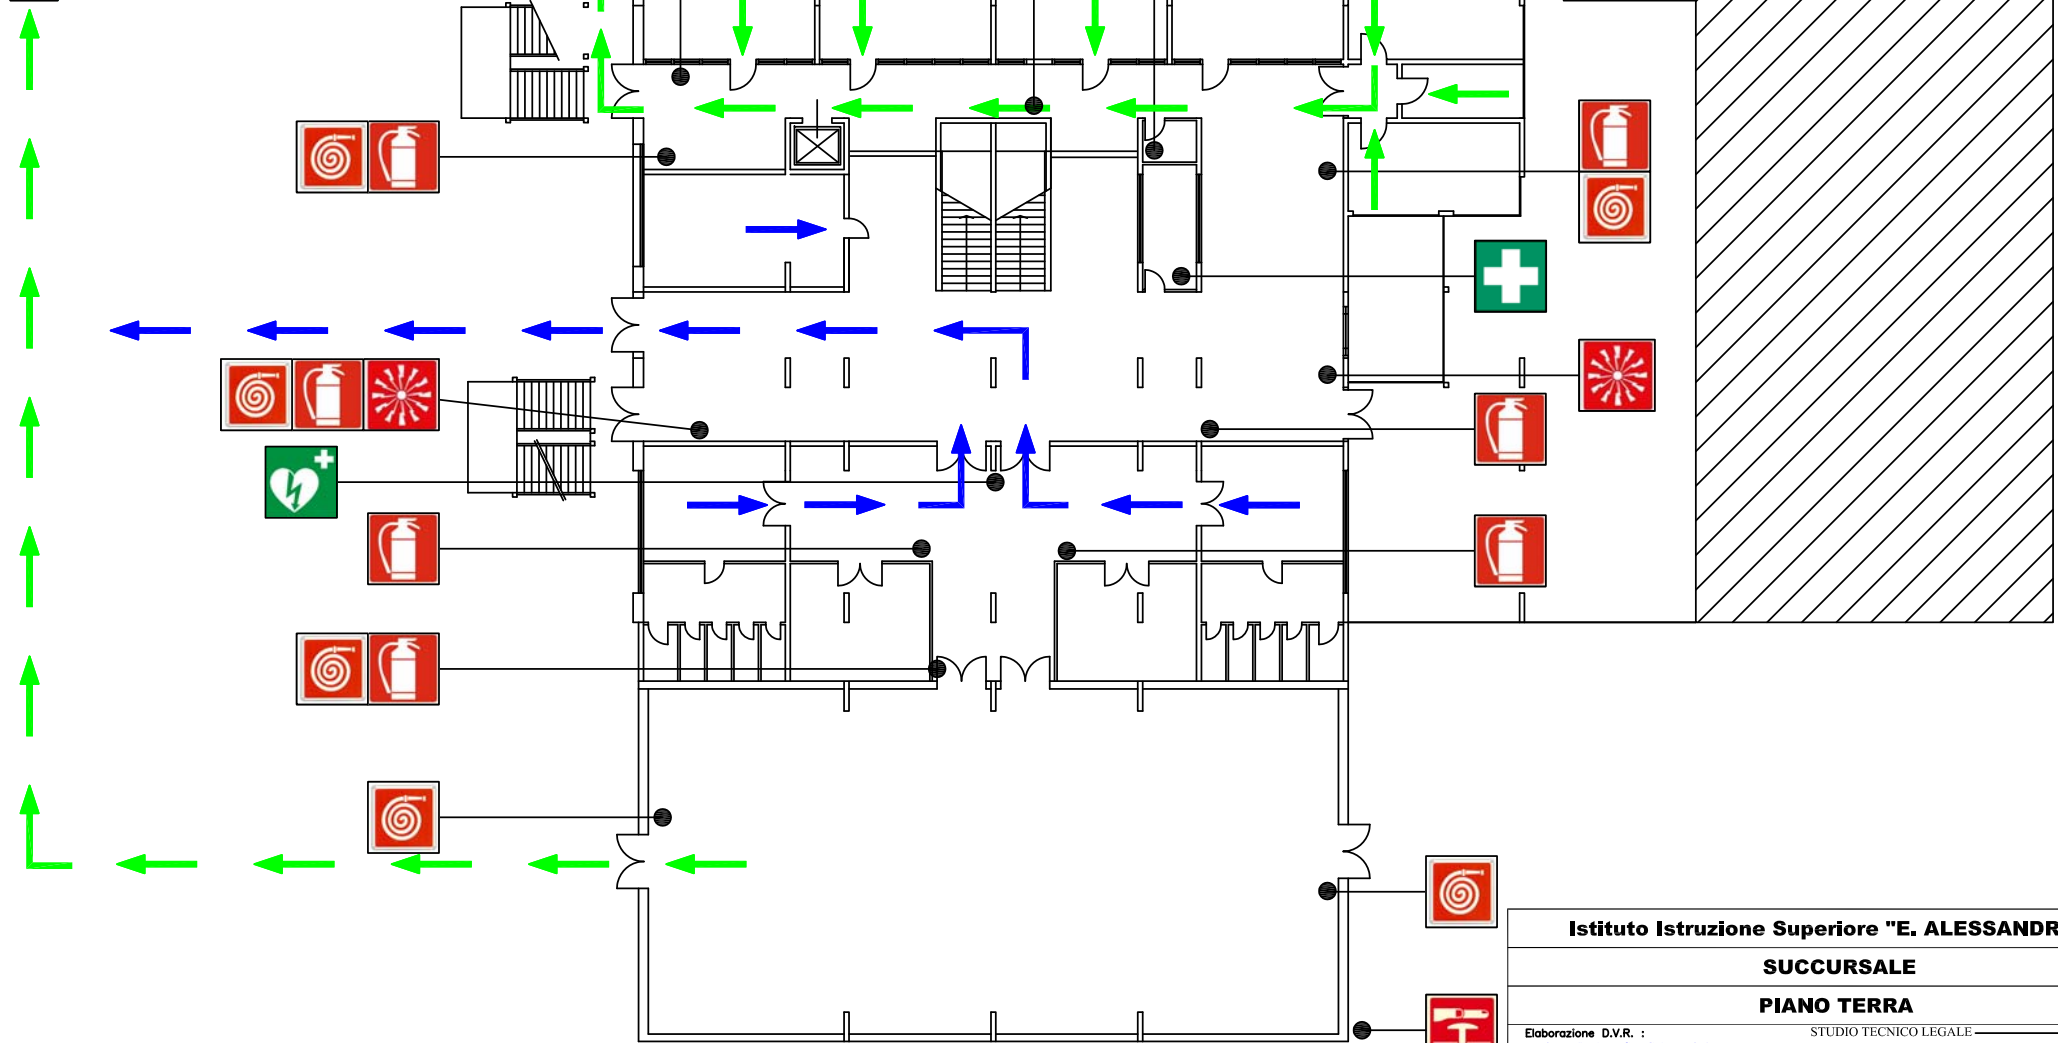 Istituto Istruzione Superiore "E. ALESSANDR
SUCCURSALE
PIANO TERRA
Elaborazione D.V.R. :
STUDIO TECNICO LEGALE